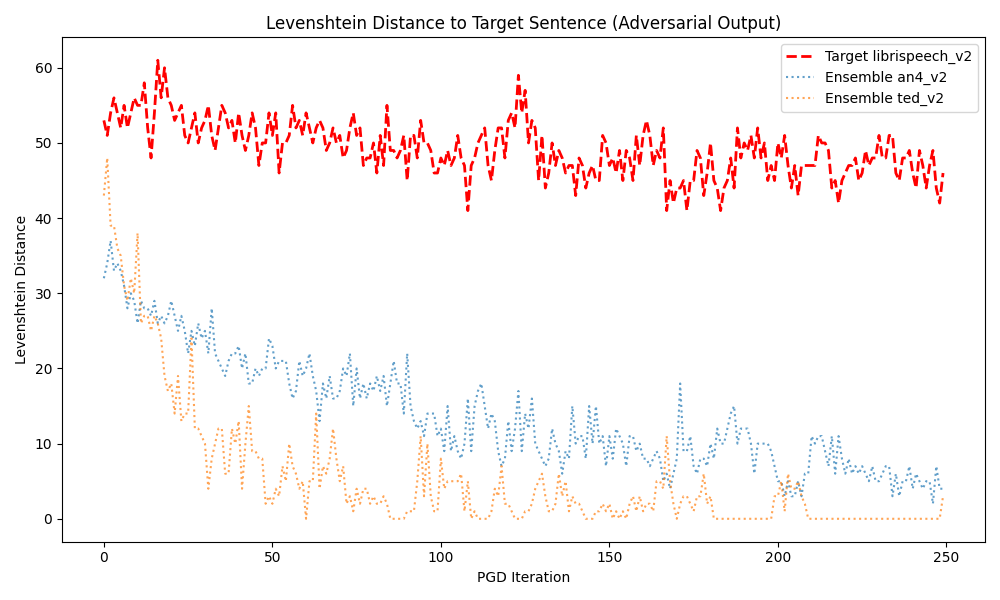 Levenshtein Distance to Target Sentence (Adversarial Output)
Target librispeech_v2
Ensemble an4_v2
Ensemble ted_v2
60
50
40
30
20
10
0
Levenshtein Distance
0 50 100 150 200 250
PGD Iteration